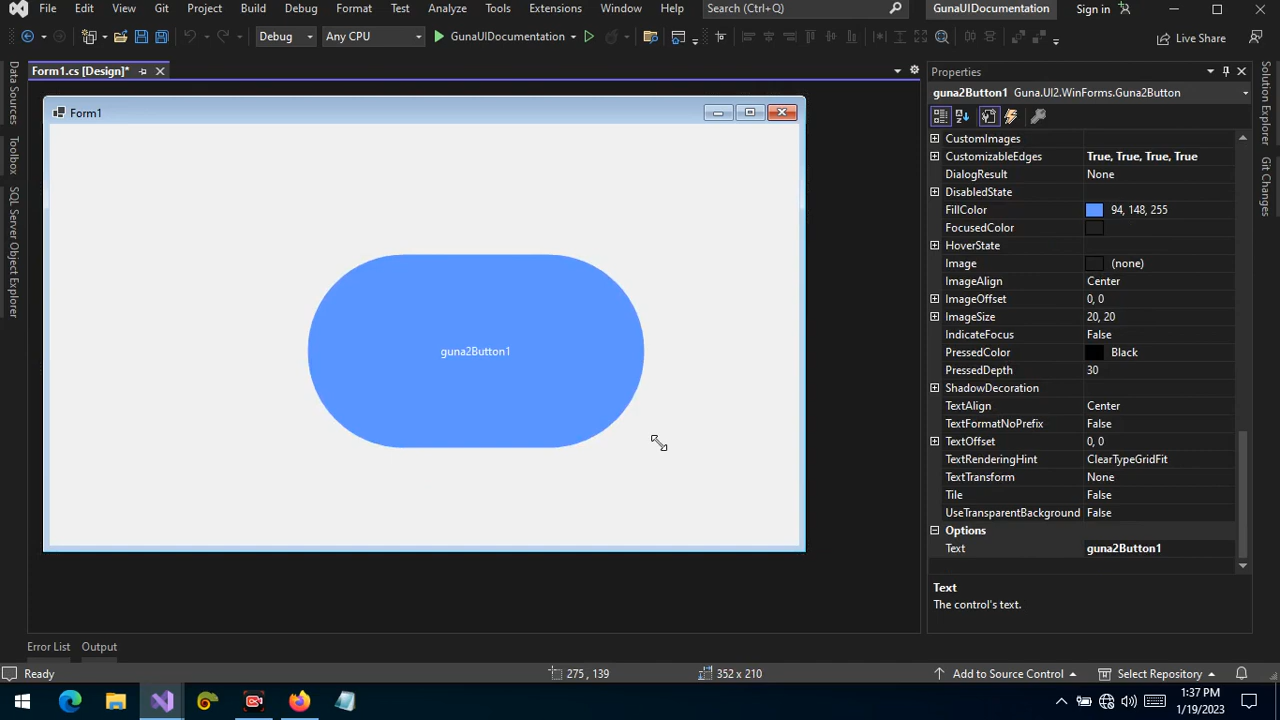 File Edit View Git Project Build Debug Format Test Analyze Tools Extensions Window Help Search (Ctrl+Q) GunaUIDocumentation Sign in
Debug Any CPU GunaUIDocumentation Live Share
Data Sources
Toolbox
SQL Server Object Explorer
Form1.cs [Design]*
Form1
guna2Button1
Properties
guna2Button1 Guna.UI2.WinForms.Guna2Button
CustomImages
CustomizableEdges True, True, True, True
DialogResult None
DisabledState
FillColor 94, 148, 255
FocusedColor
HoverState
Image (none)
ImageAlign Center
ImageOffset 0, 0
ImageSize 20, 20
IndicateFocus False
PressedColor Black
PressedDepth 30
ShadowDecoration
TextAlign Center
TextFormatNoPrefix False
TextOffset 0, 0
TextRenderingHint ClearTypeGridFit
TextTransform None
Tile False
UseTransparentBackground False
Options
Text guna2Button1
Text
The control's text.
Solution Explorer
Git Changes
Error List Output
Ready 275 , 139 352 x 210 Add to Source Control Select Repository
1:37 PM
1/19/2023